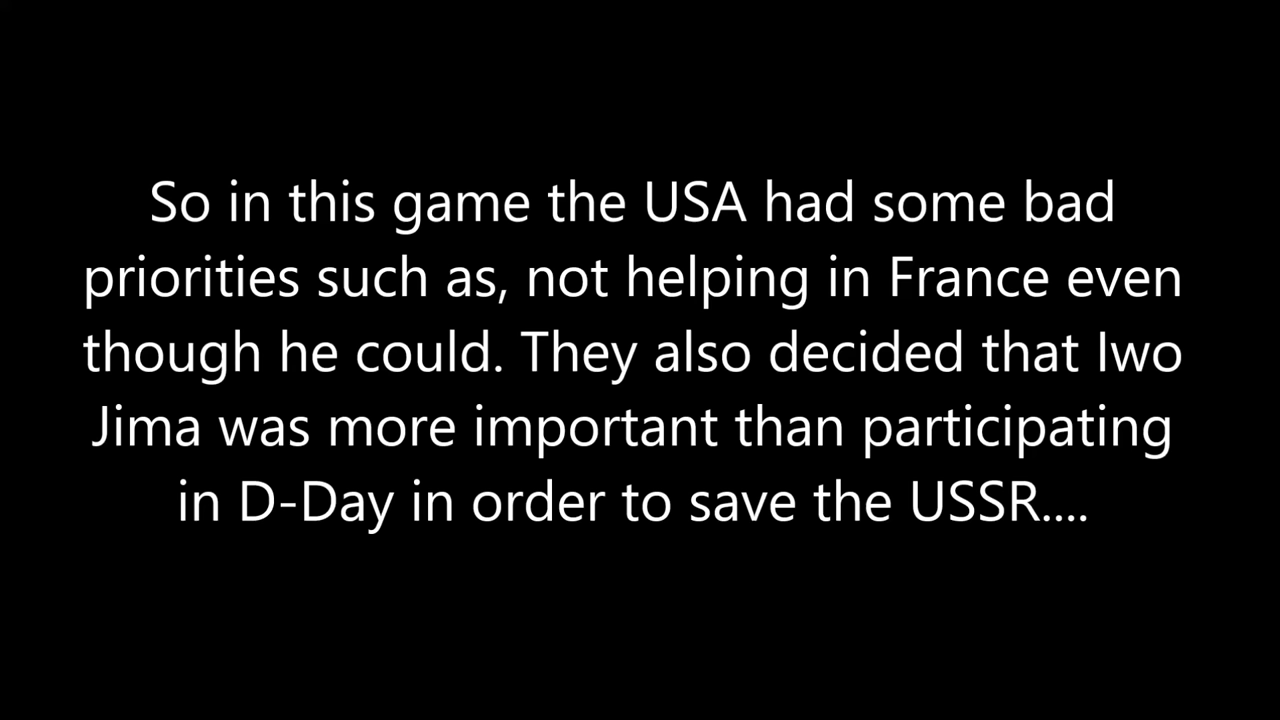 So in this game the USA had some bad
priorities such as, not helping in France even
though he could. They also decided that Iwo
Jima was more important than participating
in D-Day in order to save the USSR....